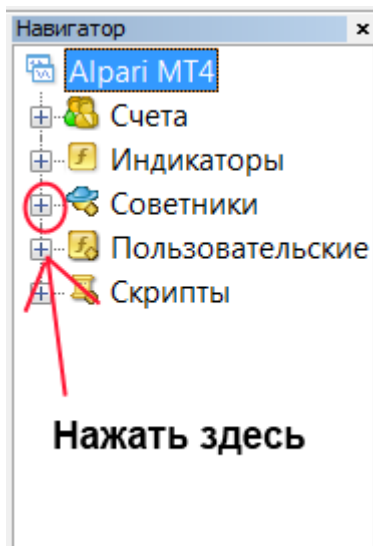 Навигатор
Alpari MT4
Счета
Индикаторы
Советники
Пользовательские
Скрипты
Нажать здесь